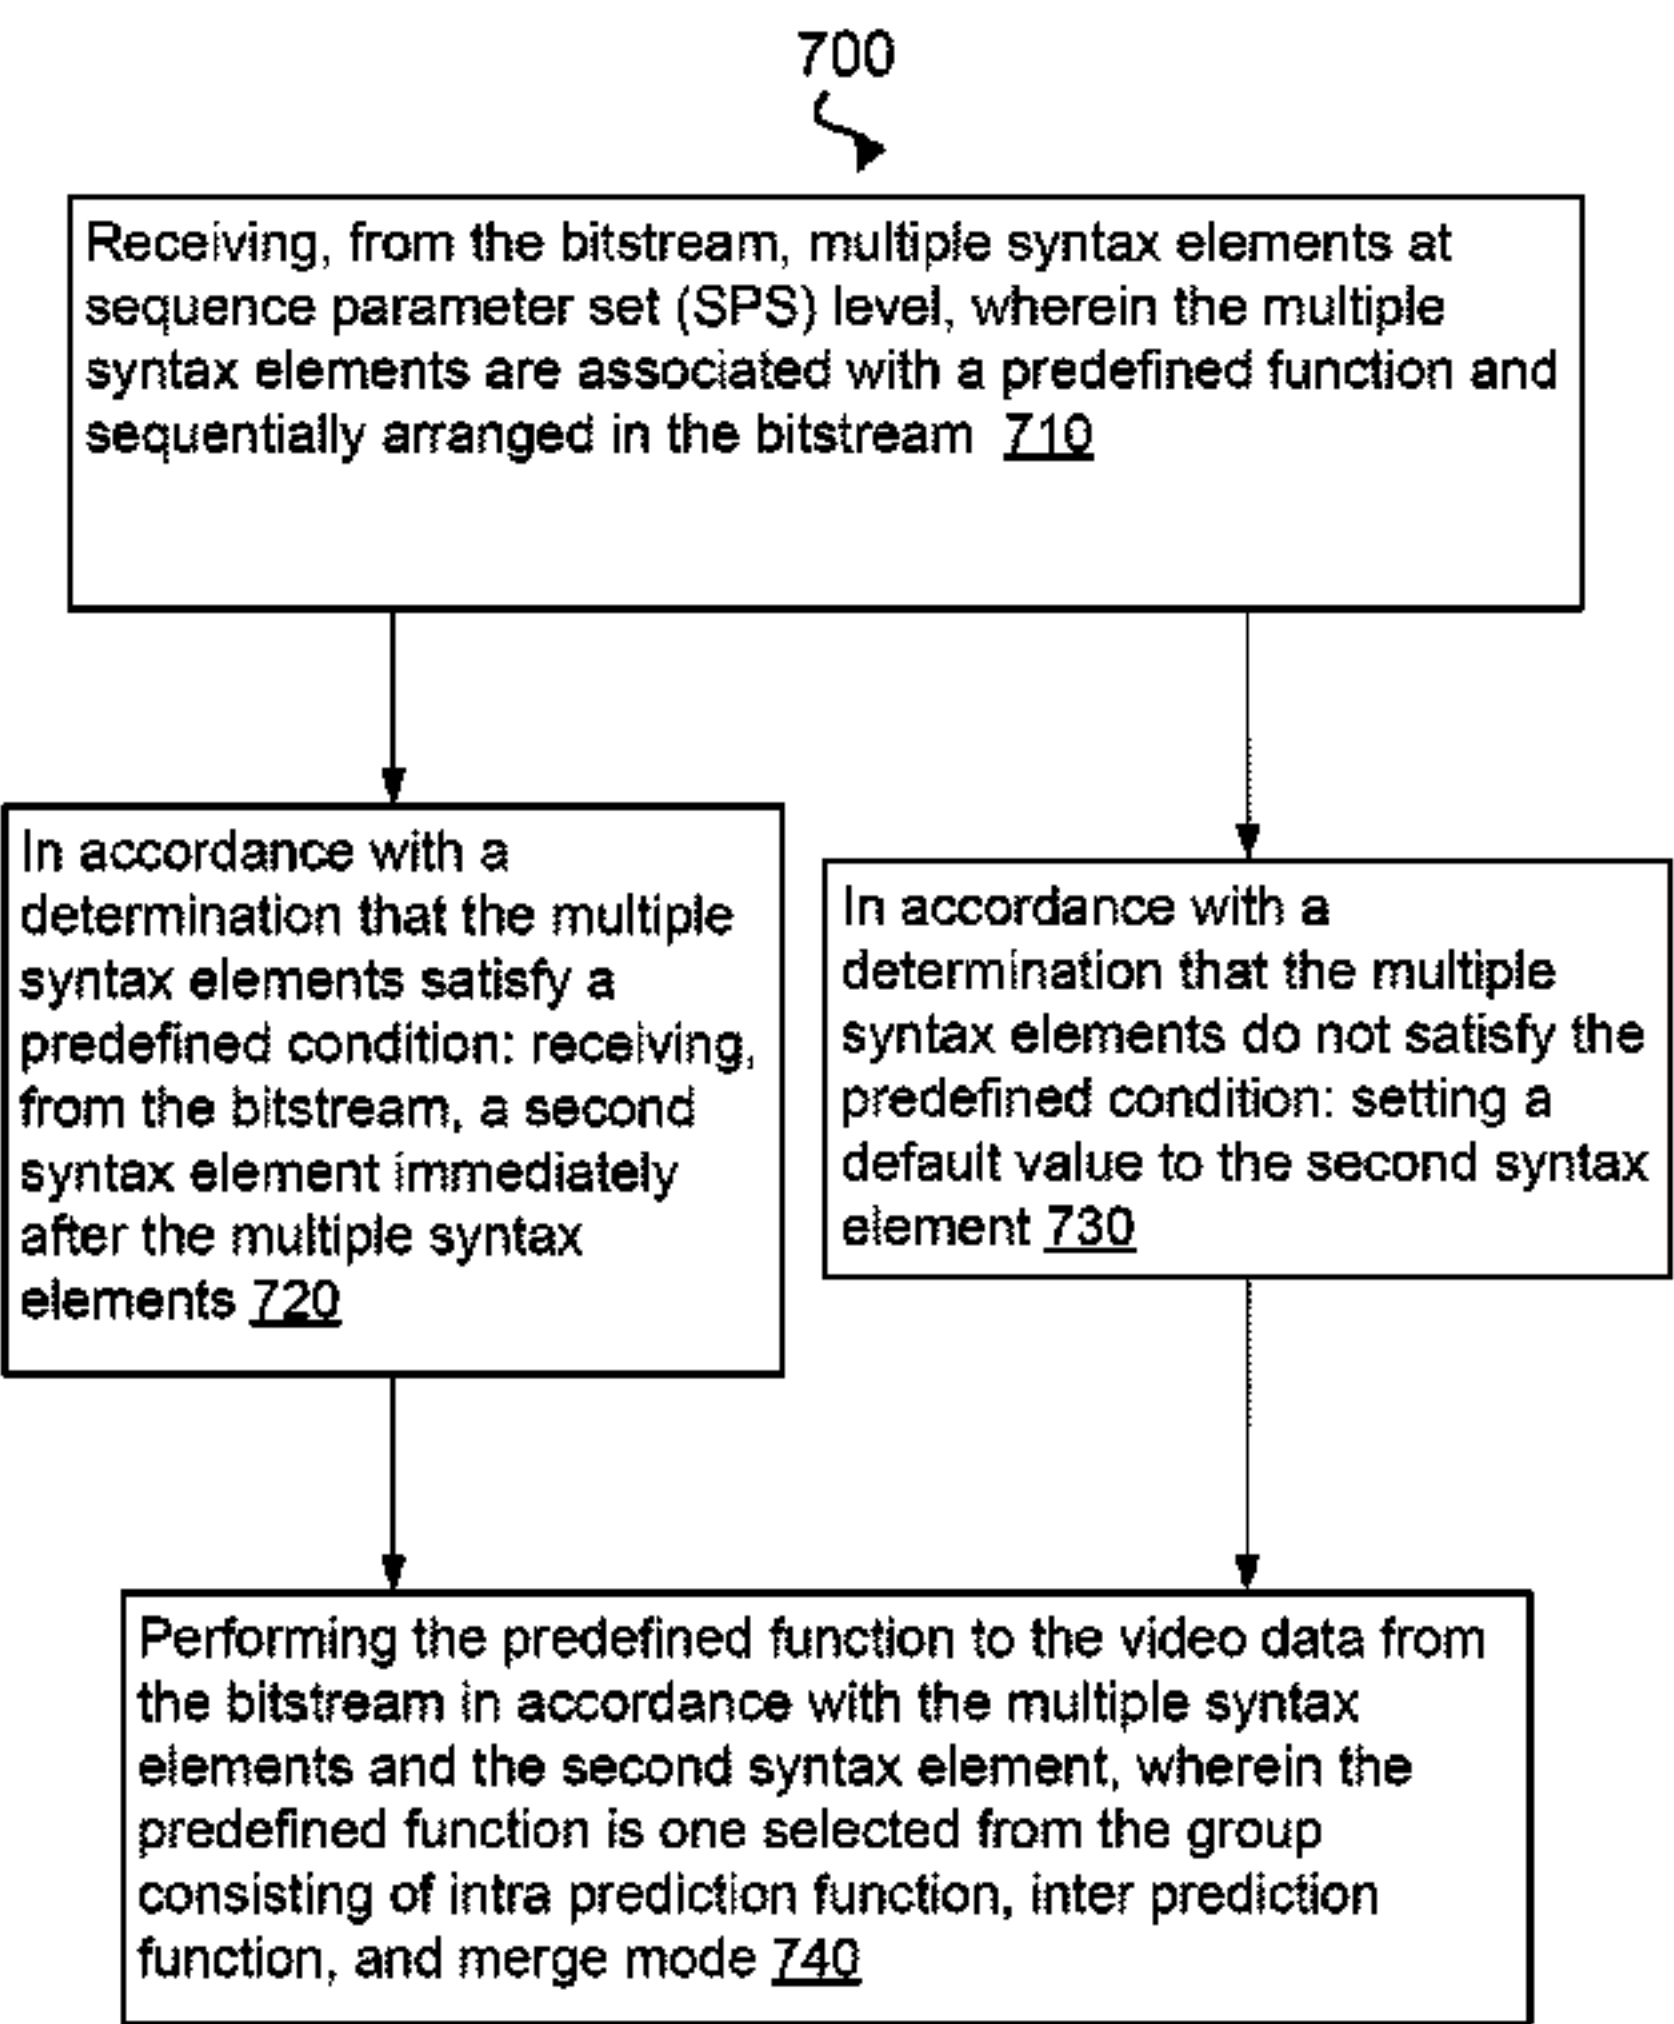 700
Receiving, from the bitstream, multiple syntax elements at
sequence parameter set (SPS) level, wherein the multiple
syntax elements are associated with a predefined function and
sequentially arranged in the bitstream 710
In accordance with a
determination that the multiple
syntax elements satisfy a
predefined condition: receiving,
from the bitstream, a second
syntax element immediately
after the multiple syntax
elements 720
In accordance with a
determination that the multiple
syntax elements do not satisfy the
predefined condition: setting a
default value to the second syntax
element 730
Performing the predefined function to the video data from
the bitstream in accordance with the multiple syntax
elements and the second syntax element, wherein the
predefined function is one selected from the group
consisting of intra prediction function, inter prediction
function, and merge mode 740